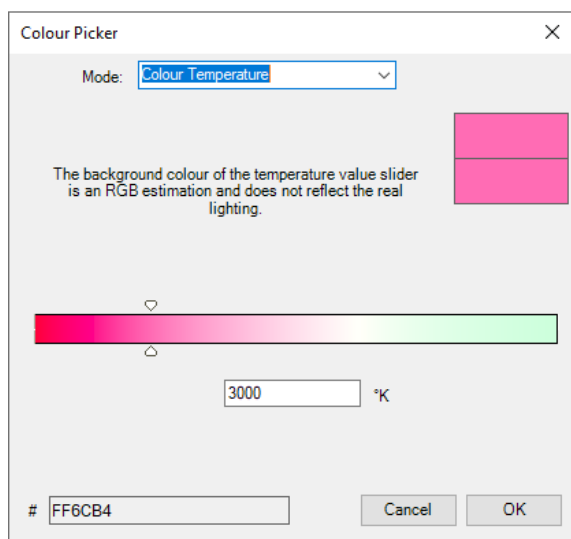 Colour Picker
Mode: Colour Temperature
The background colour of the temperature value slider
is an RGB estimation and does not reflect the real
lighting.
3000 °K
# FF6CB4 Cancel OK